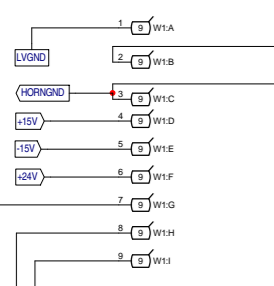 1 9 W1:A
LVGND
2 9 W1:B
HORNGND
3 9 W1:C
+15V 4 9 W1:D
-15V 5 9 W1:E
+24V 6 9 W1:F
7 9 W1:G
8 9 W1:H
9 9 W1:I